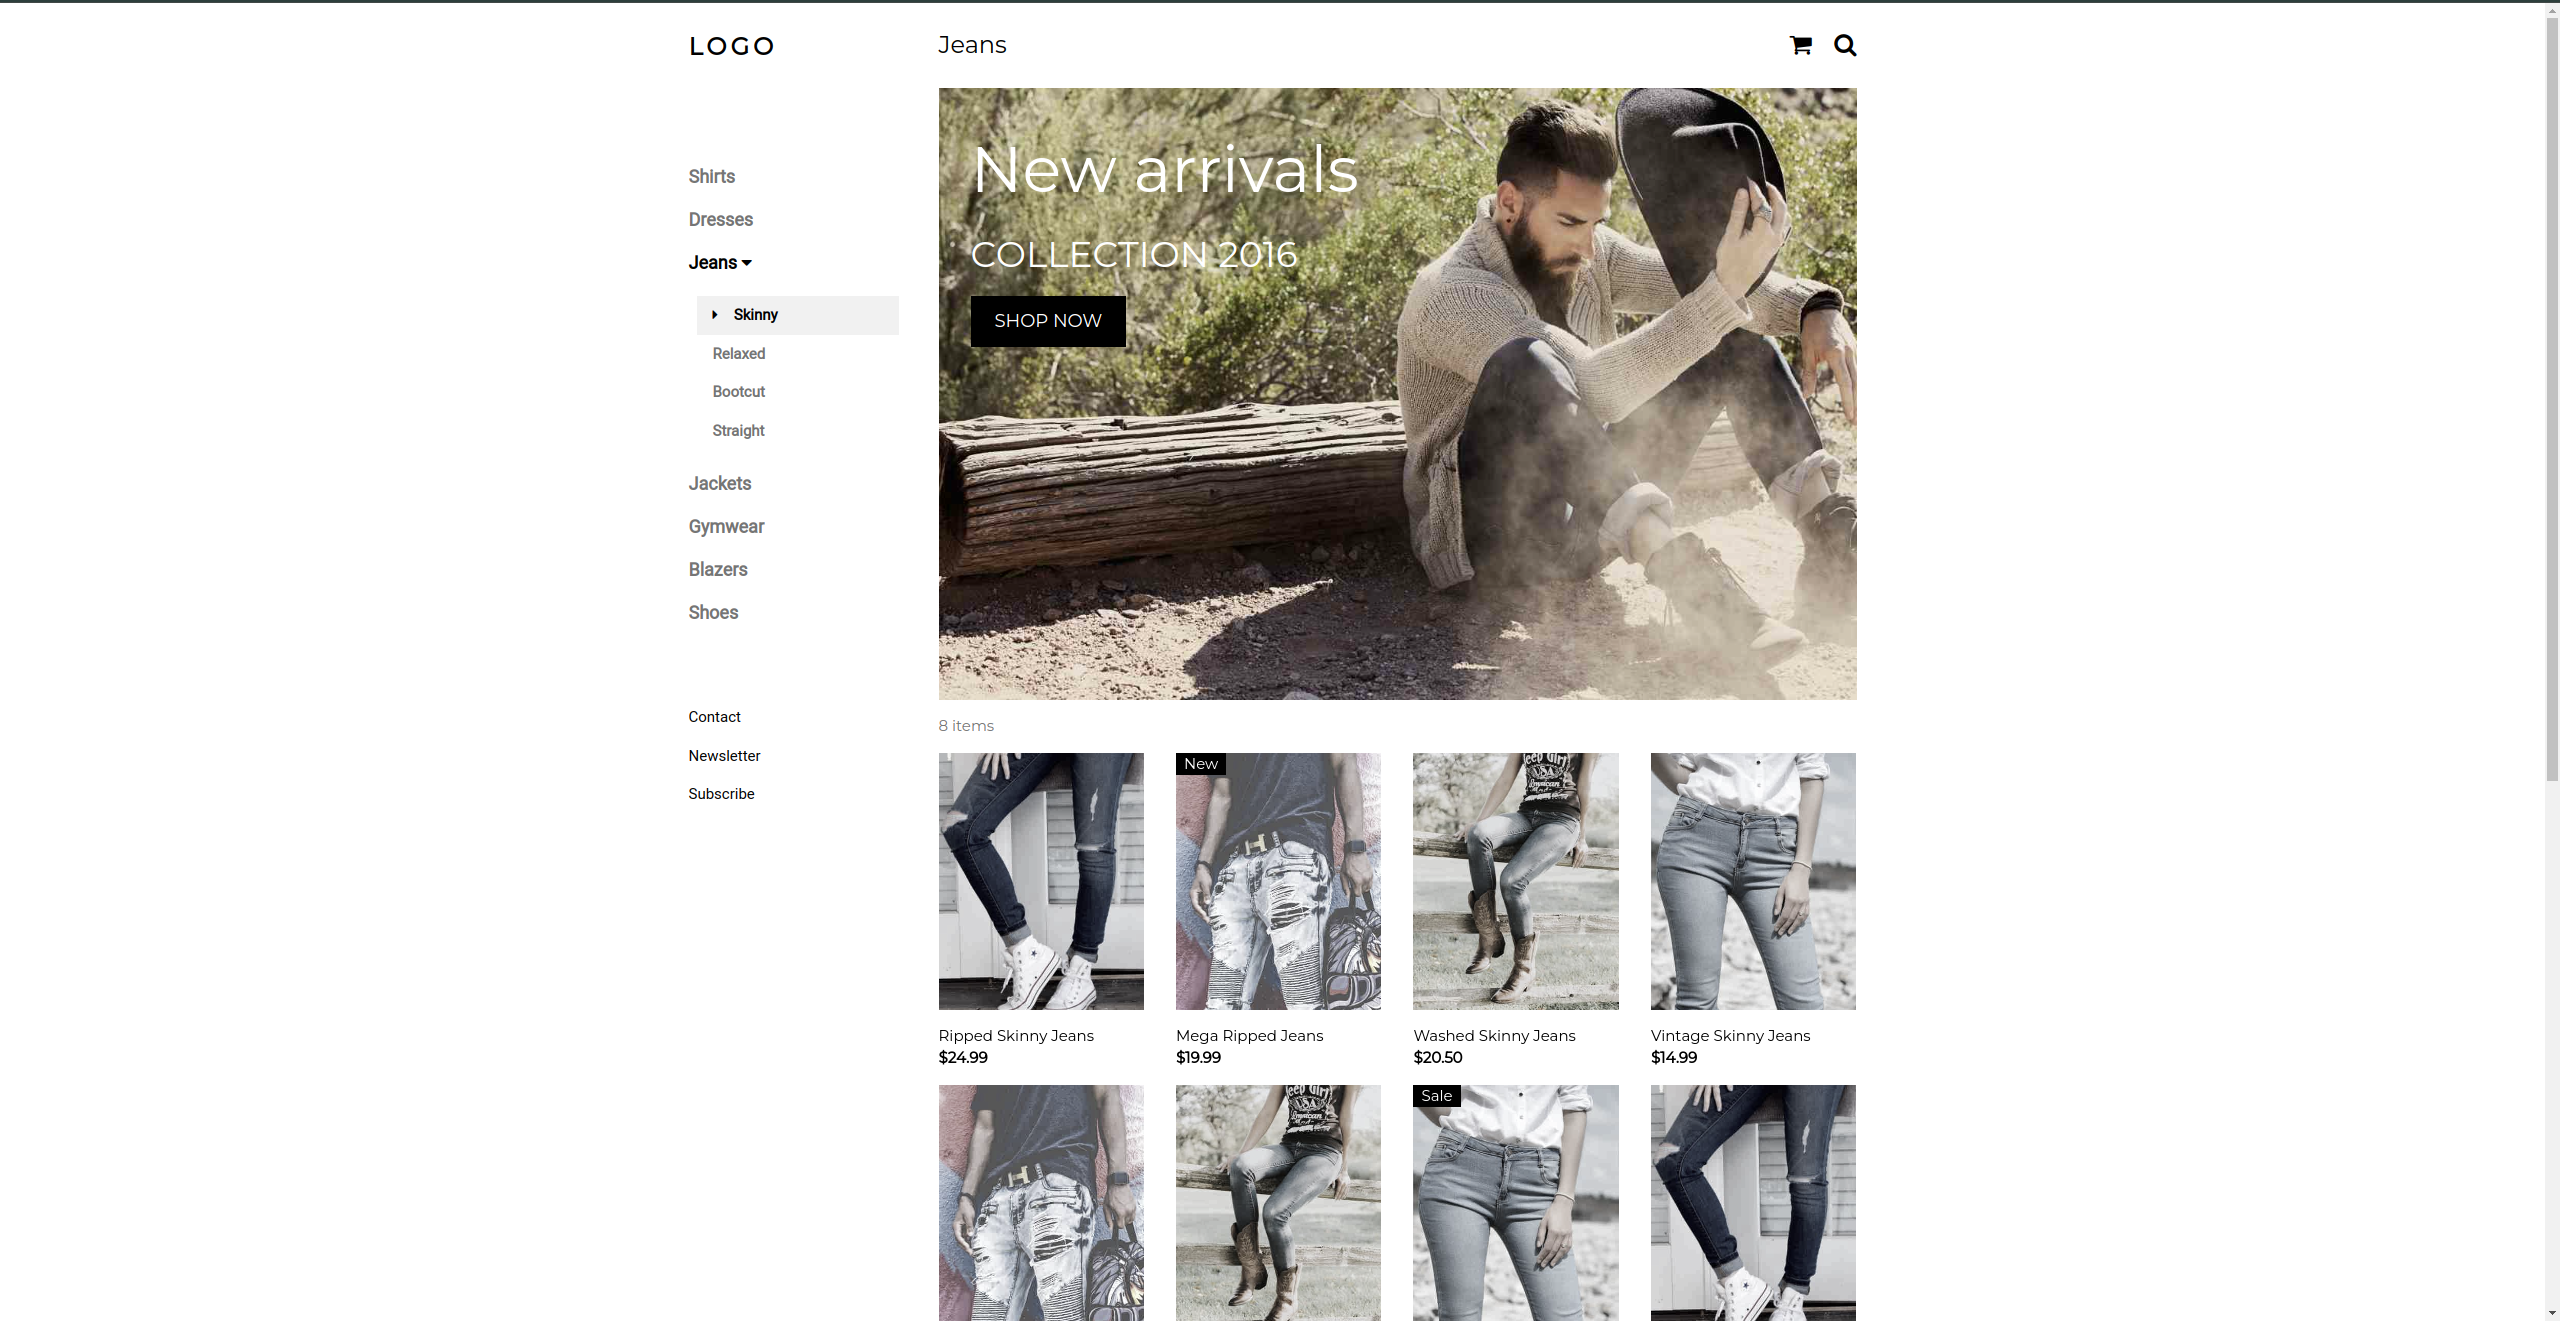 LOGO
Jeans
Shirts
Dresses
Jeans
Skinny
Relaxed
Bootcut
Straight
Jackets
Gymwear
Blazers
Shoes
Contact
Newsletter
Subscribe
New arrivals
COLLECTION 2016
SHOP NOW
8 items
New
USA
Ripped Skinny Jeans
$24.99
Mega Ripped Jeans
$19.99
Washed Skinny Jeans
$20.50
Vintage Skinny Jeans
$14.99
USA
Sale